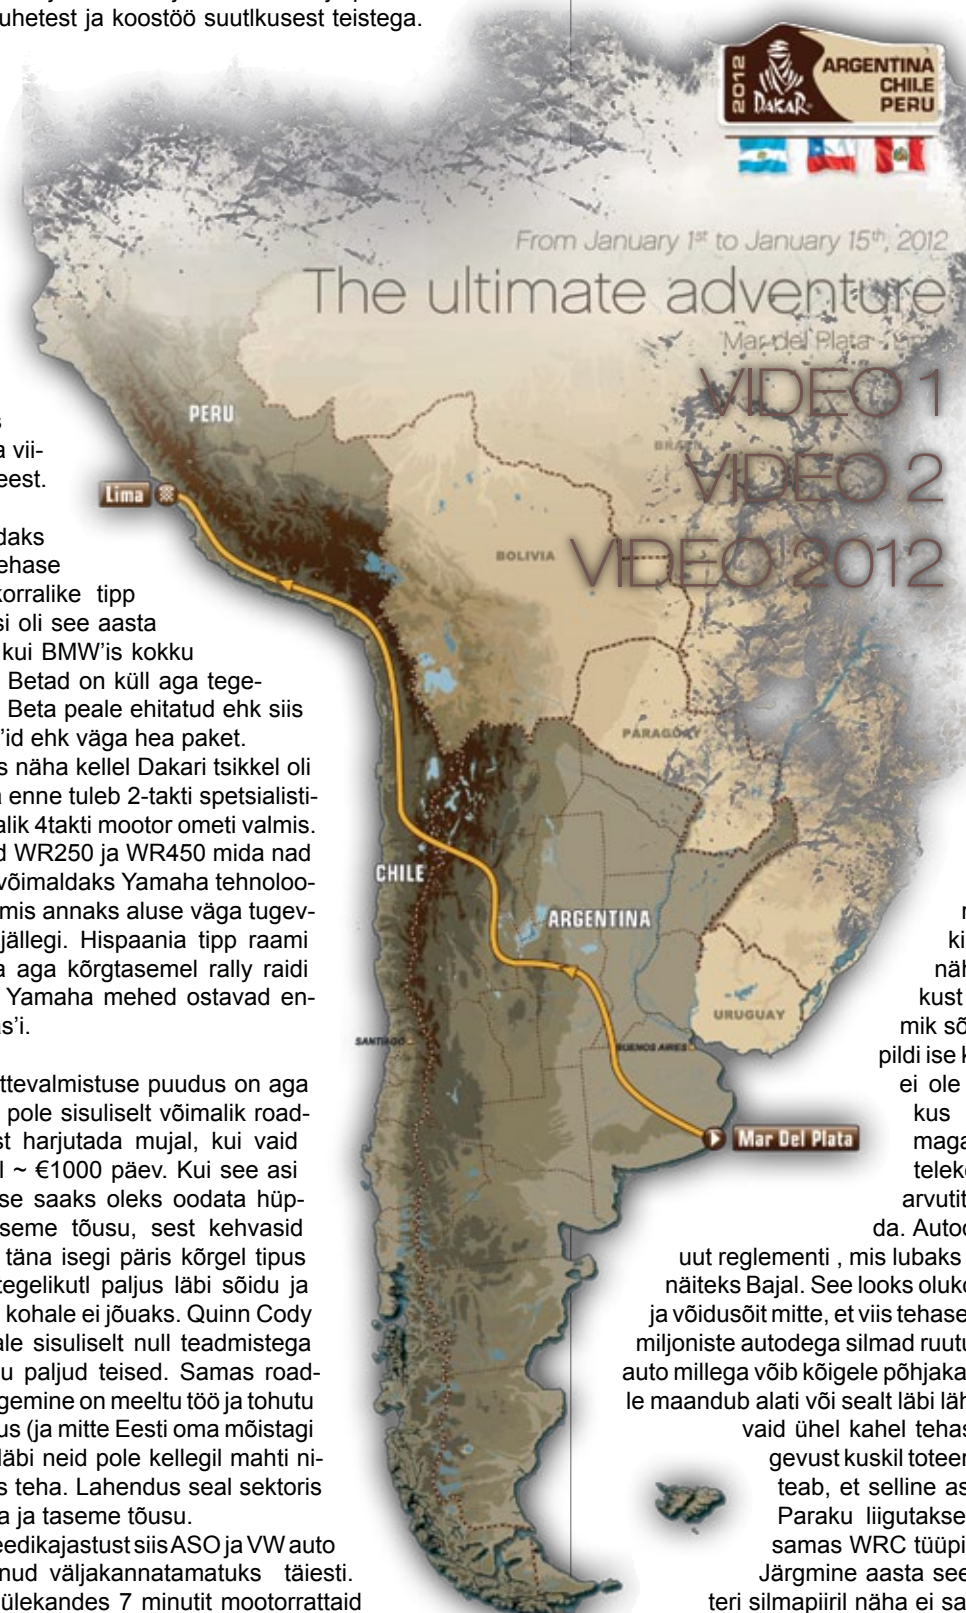 uhetest ja koostöö suutlkusest teistega.
2012
DAKAR
ARGENTINA
CHILE
PERU
From January 1st to January 15th, 2012
The ultimate adventure
Mar del Plata -
VIDEO 1
VIDEO 2
VIDEO 2012
PERU
Lima
BOLIVIA
PARAGUAY
CHILE
ARGENTINA
URUGUAY
SANTIAGO
BUENOS AIRES
Mar Del Plata
a vii-
eest.
daks
ehase
korralike tipp
si oli see aasta
kui BMW'is kokku
Betad on küll aga tege-
Beta peale ehitatud ehk siis
'id ehk väga hea paket.
s näha kellel Dakari tsikkel oli
enne tuleb 2-takti spetsialisti-
alik 4takti mootor ometi valmis.
d WR250 ja WR450 mida nad
võimaldaks Yamaha tehnoloo-
mis annaks aluse väga tugev-
jällegi. Hispaania tipp raami
a aga kõrgtasemel rally raidi
Yamaha mehed ostavad en-
as'i.
ttevalmistuse puudus on aga
pole sisuliselt võimalik road-
st harjutada mujal, kui vaid
l ~ €1000 päev. Kui see asi
se saaks oleks oodata hüp-
seme tõusu, sest kehvasid
täna isegi päris kõrgel tipus
tegelikutl paljus läbi sõidu ja
kohale ei jõuaks. Quinn Cody
ale sisuliselt null teadmistega
u paljud teised. Samas road-
gemine on meeltu töö ja tohutu
us (ja mitte Eesti oma mõistagi
läbi neid pole kellegil mahti ni-
s teha. Lahendus seal sektoris
a ja taseme tõusu.
eedikajastust siis ASO ja VW auto
nud väljakannatamatuks täiesti.
ülekandes 7 minutit mootorrattaid
ki
näh
kust
mik sõ
pildi ise k
ei ole
kus
maga
teleko
arvutit
da. Autod
uut reglementi , mis lubaks
näiteks Bajal. See looks oluko
ja võidusõit mitte, et viis tehase
miljoniste autodega silmad ruutu
auto millega võib kõigele põhjaka
le maandub alati või sealt läbi läh
vaid ühel kahel tehas
gevust kuskil toteem
teab, et selline as
Paraku liigutakse
samas WRC tüüpi
Järgmine aasta see
teri silmapiiril näha ei sa